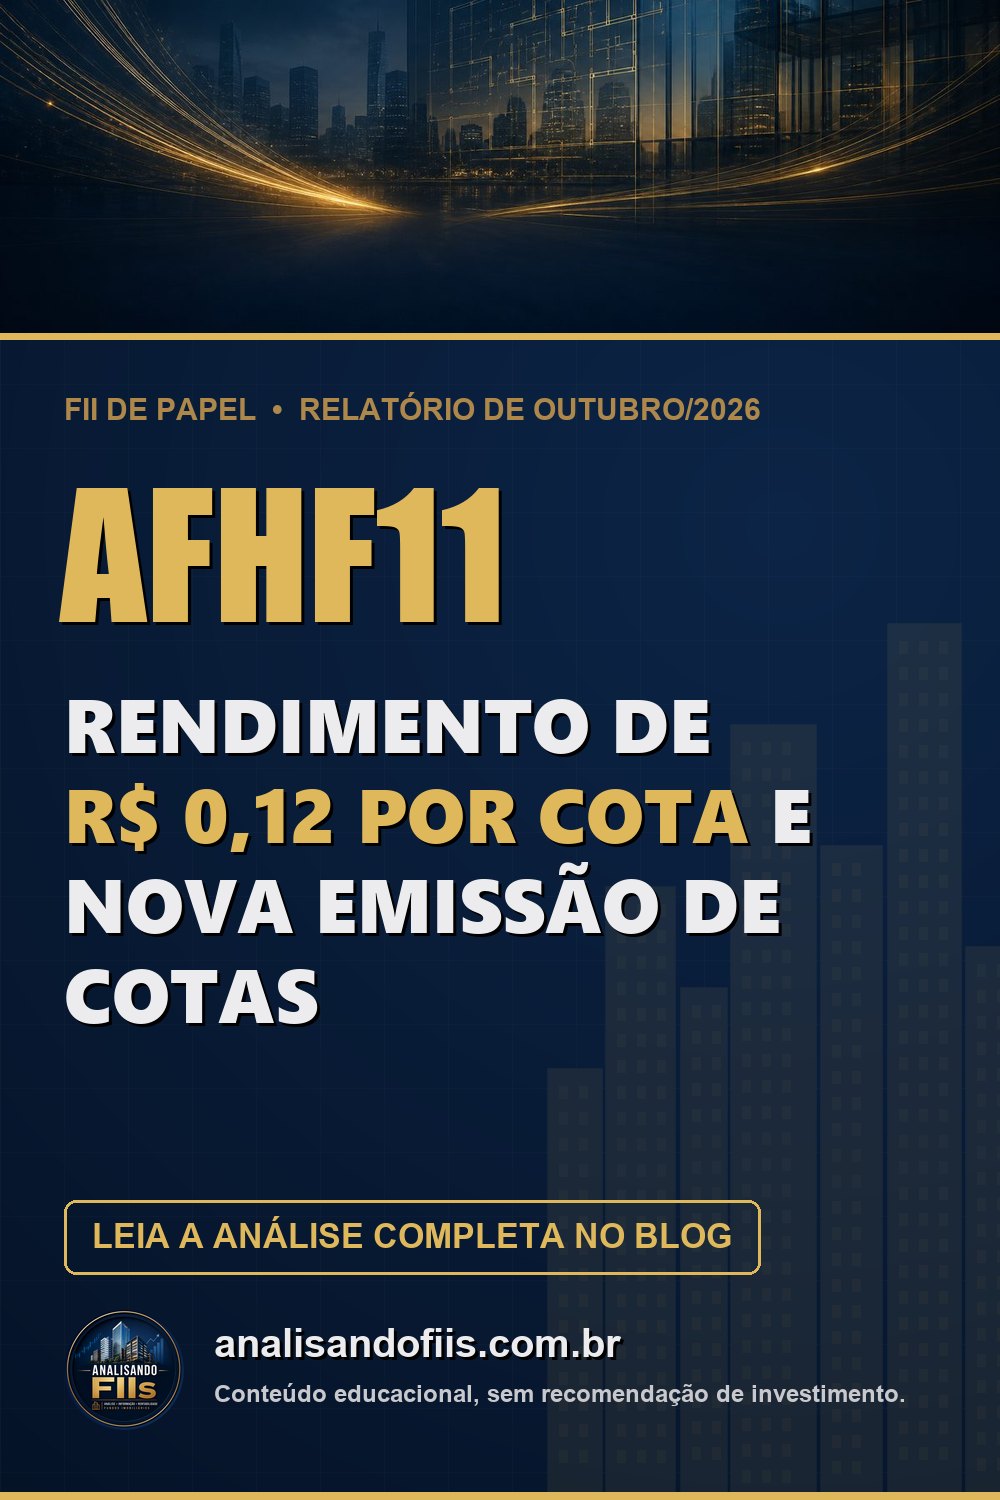 FII DE PAPEL • RELATÓRIO DE OUTUBRO/2026
AFHF11
RENDIMENTO DE
R$ 0,12 POR COTA E
NOVA EMISSÃO DE
COTAS
LEIA A ANÁLISE COMPLETA NO BLOG
ANALISANDO
FIIs
analisandofiis.com.br
Conteúdo educacional, sem recomendação de investimento.